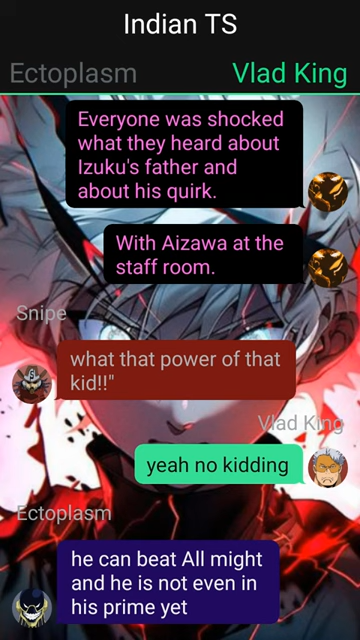 Indian TS
Ectoplasm Vlad King
Everyone was shocked
what they heard about
Izuku's father and
about his quirk.
With Aizawa at the
staff room.
Snipe
what that power of that
kid!!"
Vlad King
yeah no kidding
Ectoplasm
he can beat All might
and he is not even in
his prime yet